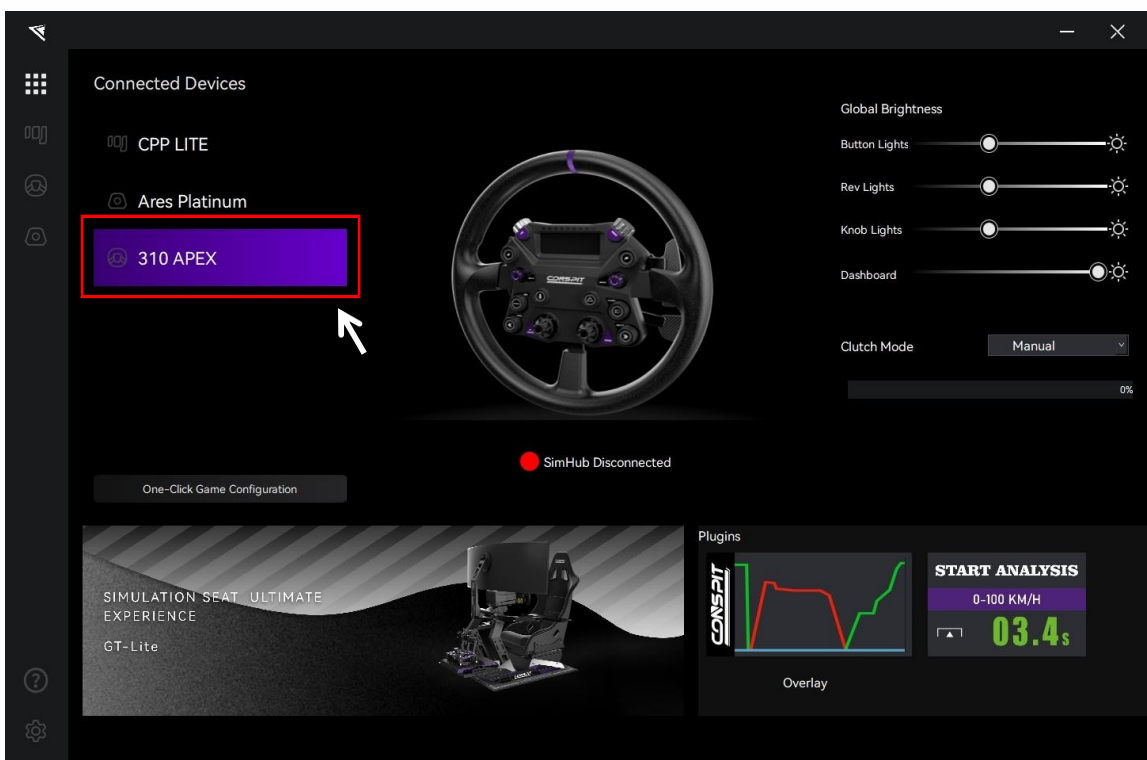 Connected Devices
CPP LITE
Ares Platinum
310 APEX
CONSPIT
Global Brightness
Button Lights
Rev Lights
Knob Lights
Dashboard
Clutch Mode
Manual
0%
SimHub Disconnected
One-Click Game Configuration
SIMULATION SEAT ULTIMATE
EXPERIENCE
GT-Lite
Plugins
CONSPIT
START ANALYSIS
0-100 KM/H
03.4s
Overlay